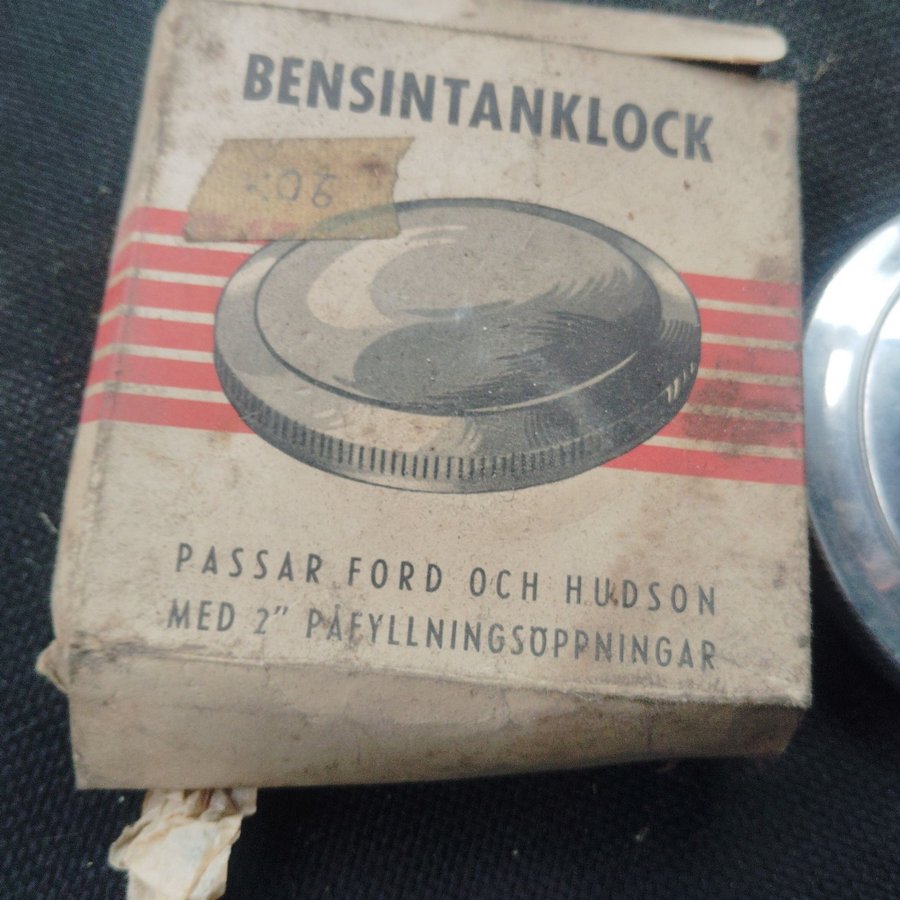 BENSINTANKLOCK
PASSAR FORD OCH HUDSON
MED 2" PÅFYLLNINGSÖPPNINGAR